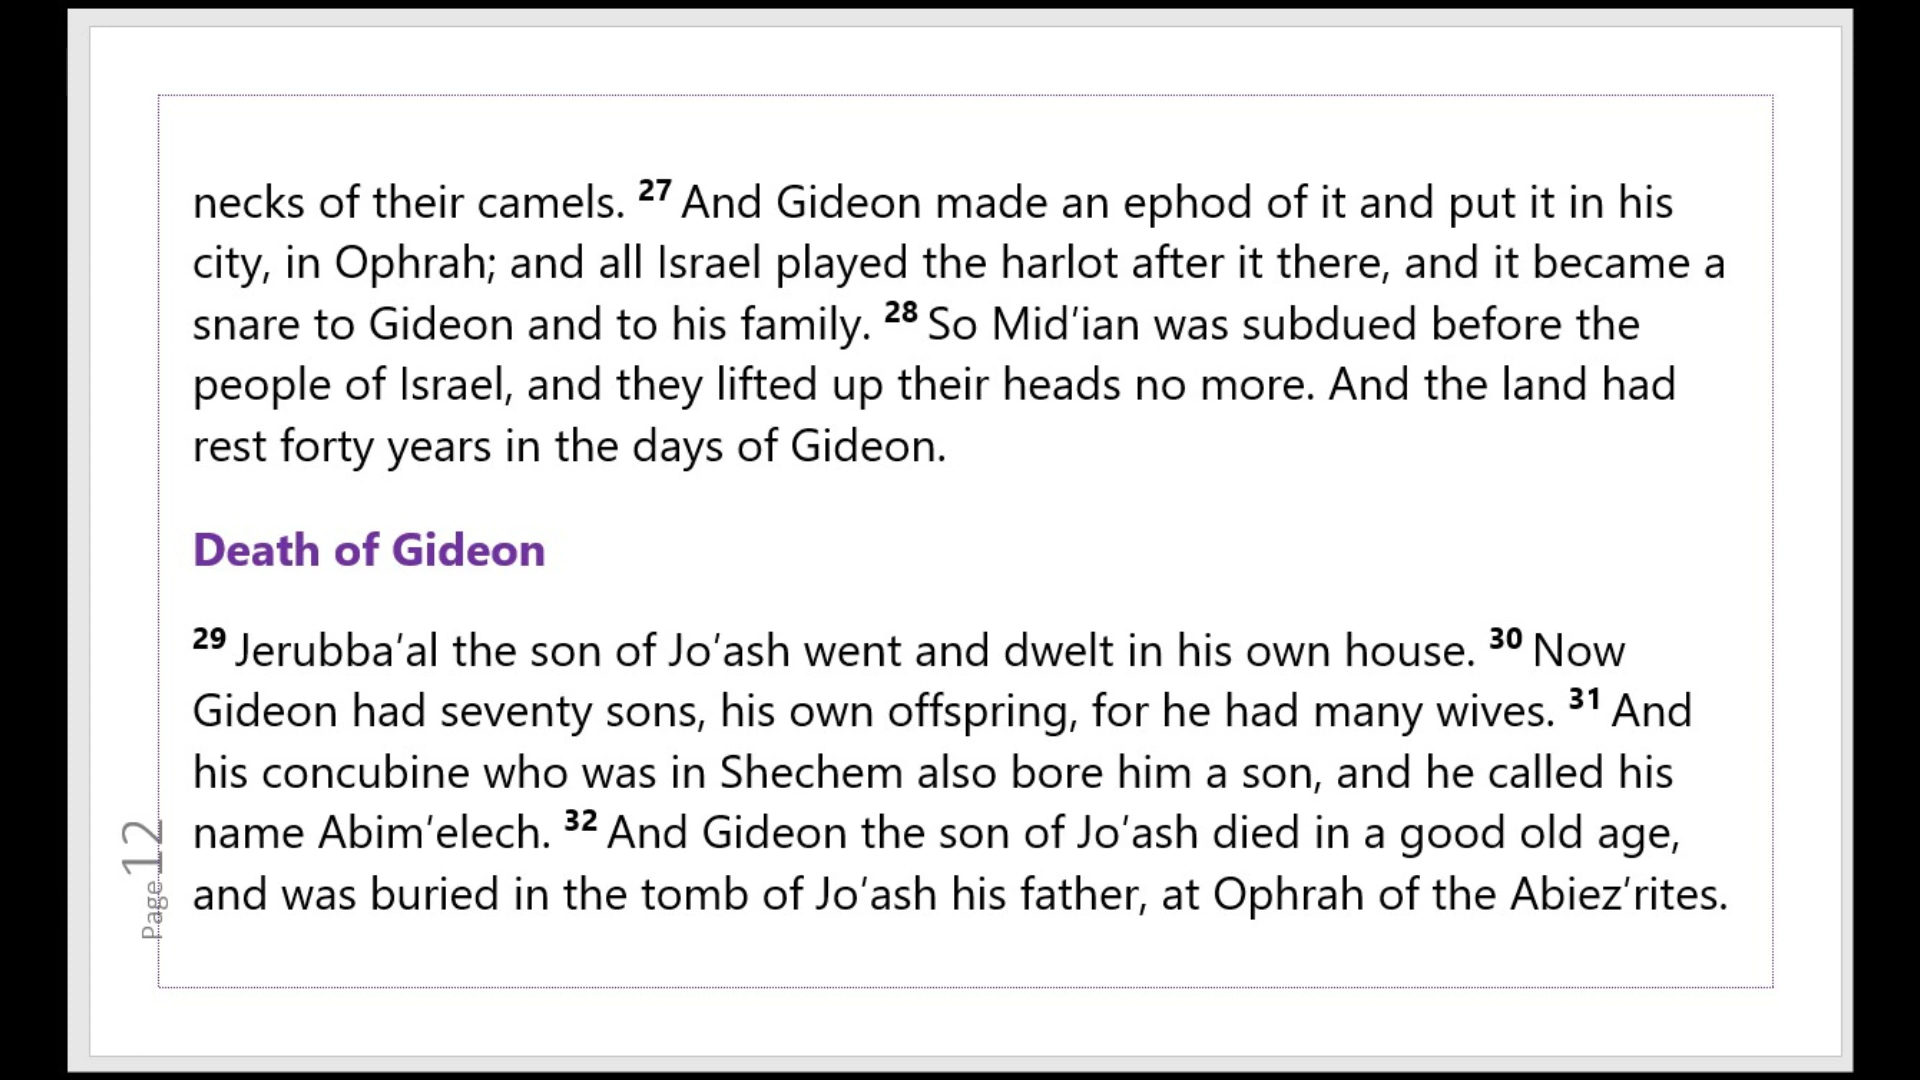 necks of their camels. 27 And Gideon made an ephod of it and put it in his
city, in Ophrah; and all Israel played the harlot after it there, and it became a
snare to Gideon and to his family. 28 So Mid′ian was subdued before the
people of Israel, and they lifted up their heads no more. And the land had
rest forty years in the days of Gideon.
Death of Gideon
29 Jerubba′al the son of Jo′ash went and dwelt in his own house. 30 Now
Gideon had seventy sons, his own offspring, for he had many wives. 31 And
his concubine who was in Shechem also bore him a son, and he called his
name Abim′elech. 32 And Gideon the son of Jo′ash died in a good old age,
and was buried in the tomb of Jo′ash his father, at Ophrah of the Abiez′rites.
Page 12